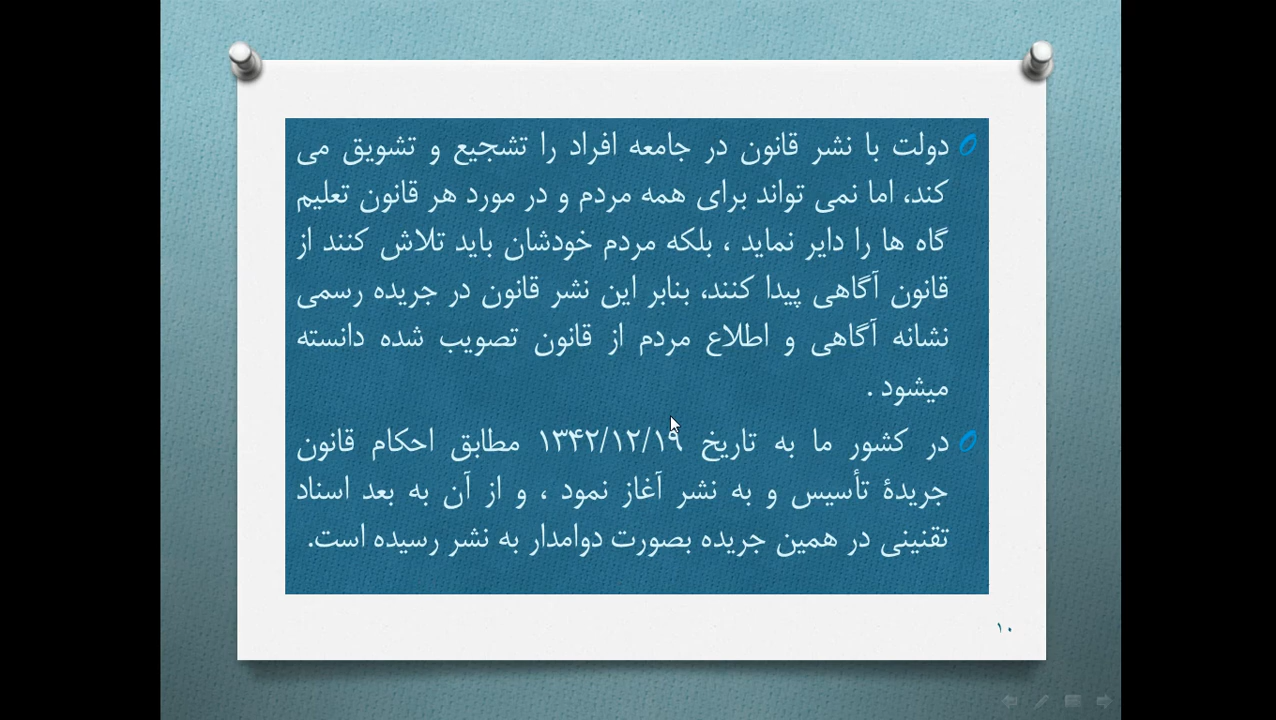 دولت با نشر قانون در جامعه افراد را تشجیع و تشویق می
کند، اما نمی تواند برای همه مردم و در مورد هر قانون تعلیم
گاه ها را دایر نماید ، بلکه مردم خودشان باید تلاش کنند از
قانون آگاهی پیدا کنند، بنابر این نشر قانون در جریده رسمی
نشانه آگاهی و اطلاع مردم از قانون تصویب شده دانسته
میشود .
در کشور ما به تاریخ ۱۳۴۲/۱۲/۱۹ مطابق احکام قانون
جریدۀ تأسیس و به نشر آغاز نمود ، و از آن به بعد اسناد
تقنینی در همین جریده بصورت دوامدار به نشر رسیده است.
۱۰